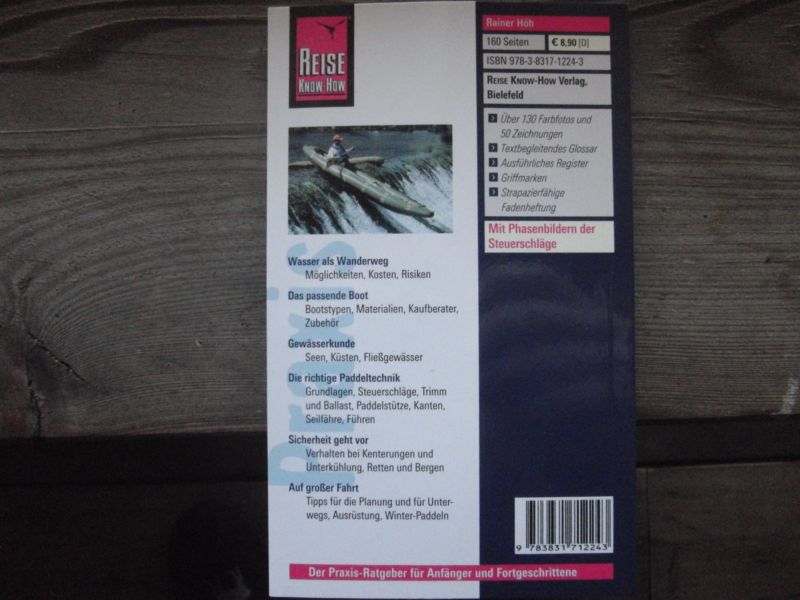 REISE
KNOW-HOW
Praxis
Wasser als Wanderweg
Möglichkeiten, Kosten, Risiken
Das passende Boot
Bootstypen, Materialien, Kaufberater,
Zubehör
Gewässerkunde
Seen, Küsten, Fließgewässer
Die richtige Paddeltechnik
Grundlagen, Steuerschläge, Trimm
und Ballast, Paddelstütze, Kanten,
Seilfähre, Führen
Sicherheit geht vor
Verhalten bei Kenterungen und
Unterkühlung, Retten und Bergen
Auf großer Fahrt
Tipps für die Planung und für Unter-
wegs, Ausrüstung, Winter-Paddeln
Rainer Höh
160 Seiten
€ 8,90 [D]
ISBN 978-3-8317-1224-3
REISE KNOW-HOW Verlag,
Bielefeld
Über 130 Farbfotos und
50 Zeichnungen
Textbegleitendes Glossar
Ausführliches Register
Griffmarken
Strapazierfähige
Fadenheftung
Mit Phasenbildern der
Steuerschläge
9 783831 712243
Der Praxis-Ratgeber für Anfänger und Fortgeschrittene